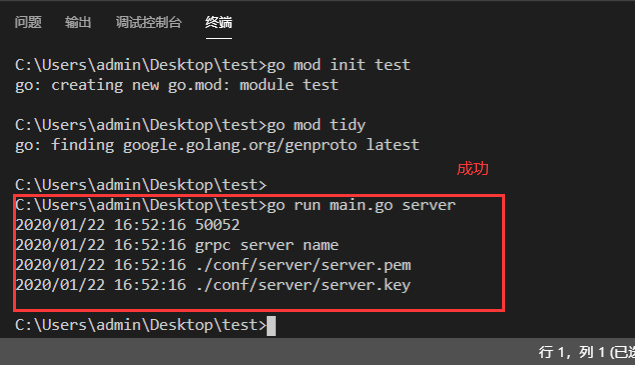 问题 输出 调试控制台 终端
C:\Users\admin\Desktop\test>go mod init test
go: creating new go.mod: module test
C:\Users\admin\Desktop\test>go mod tidy
go: finding google.golang.org/genproto latest
成功
C:\Users\admin\Desktop\test>
C:\Users\admin\Desktop\test>go run main.go server
2020/01/22 16:52:16 50052
2020/01/22 16:52:16 grpc server name
2020/01/22 16:52:16 ./conf/server/server.pem
2020/01/22 16:52:16 ./conf/server/server.key
C:\Users\admin\Desktop\test>
行 1，列 1 (已选